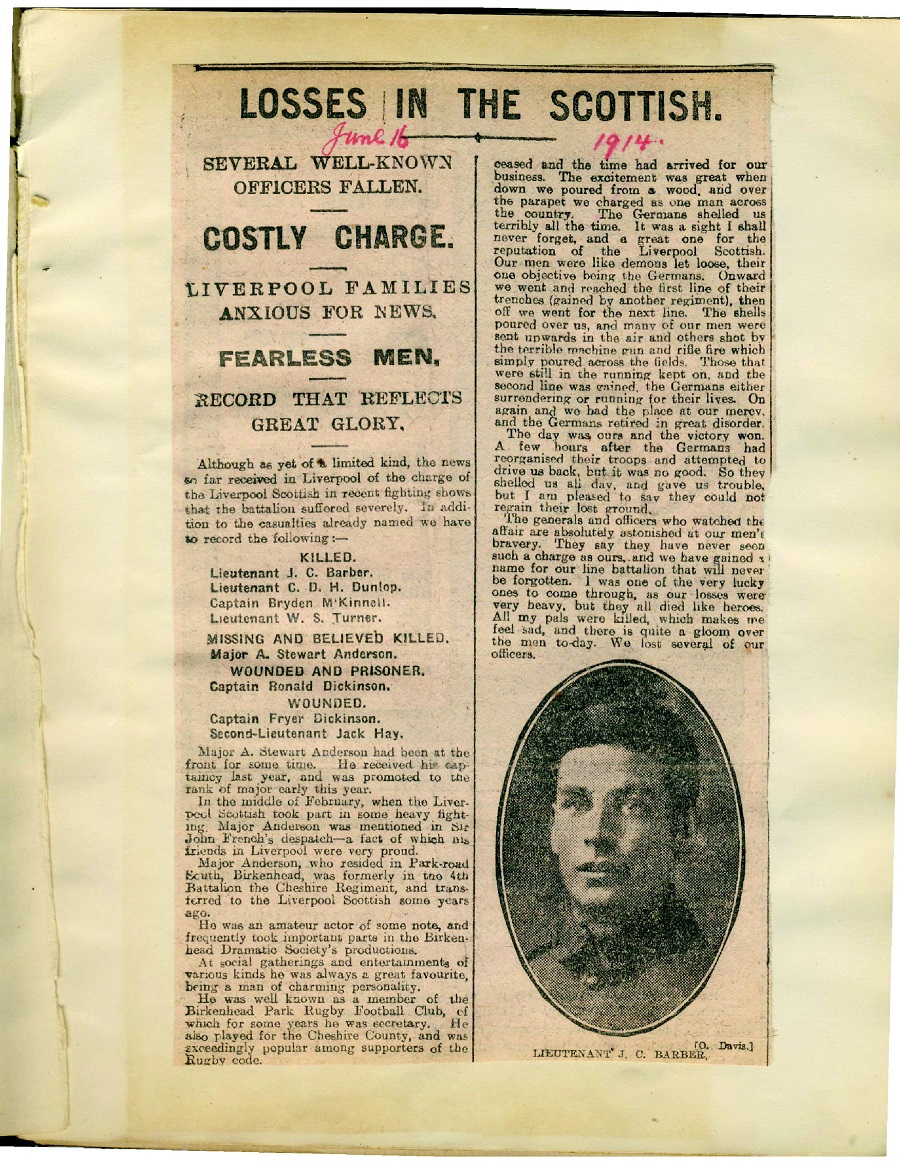 LOSSES IN THE SCOTTISH.
June 16 1914.
SEVERAL WELL-KNOWN
OFFICERS FALLEN.
COSTLY CHARGE.
LIVERPOOL FAMILIES
ANXIOUS FOR NEWS.
FEARLESS MEN.
RECORD THAT REFLECTS
GREAT GLORY.
Although as yet of a limited kind, the news
so far received in Liverpool of the charge of
the Liverpool Scottish in recent fighting shows
that the battalion suffered severely. In addi-
tion to the casualties already named we have
to record the following:—
KILLED.
Lieutenant J. C. Barber.
Lieutenant C. D. H. Dunlop.
Captain Bryden M'Kinnell.
Lieutenant W. S. Turner.
MISSING AND BELIEVED KILLED.
Major A. Stewart Anderson.
WOUNDED AND PRISONER.
Captain Ronald Dickinson.
WOUNDED.
Captain Fryer Dickinson.
Second-Lieutenant Jack Hay.
Major A. Stewart Anderson had been at the
front for some time. He received his cap-
taincy last year, and was promoted to the
rank of major early this year.
In the middle of February, when the Liver-
pool Scottish took part in some heavy fight-
ing, Major Anderson was mentioned in Sir
John French's despatch—a fact of which his
friends in Liverpool were very proud.
Major Anderson, who resided in Park-road
South, Birkenhead, was formerly in the 4th
Battalion the Cheshire Regiment, and trans-
ferred to the Liverpool Scottish some years
ago.
He was an amateur actor of some note, and
frequently took important parts in the Birken-
head Dramatic Society's productions.
At social gatherings and entertainments of
various kinds he was always a great favourite,
being a man of charming personality.
He was well known as a member of the
Birkenhead Park Rugby Football Club, of
which for some years he was secretary. He
also played for the Cheshire County, and was
exceedingly popular among supporters of the
Rugby code.
ceased and the time had arrived for our
business. The excitement was great when
down we poured from a wood, and over
the parapet we charged as one man across
the country. The Germans shelled us
terribly all the time. It was a sight I shall
never forget, and a great one for the
reputation of the Liverpool Scottish.
Our men were like demons let loose, their
one objective being the Germans. Onward
we went and reached the first line of their
trenches (gained by another regiment), then
off we went for the next line. The shells
poured over us, and many of our men were
sent upwards in the air and others shot by
the terrible machine gun and rifle fire which
simply poured across the fields. Those that
were still in the running kept on, and the
second line was gained, the Germans either
surrendering or running for their lives. On
again and we had the place at our mercy,
and the Germans retired in great disorder.
The day was ours and the victory won.
A few hours after the Germans had
reorganised their troops and attempted to
drive us back, but it was no good. So they
shelled us all day, and gave us trouble,
but I am pleased to say they could not
regain their lost ground.
The generals and officers who watched the
affair are absolutely astonished at our men's
bravery. They say they have never seen
such a charge as ours, and we have gained a
name for our line battalion that will never
be forgotten. I was one of the very lucky
ones to come through, as our losses were
very heavy, but they all died like heroes.
All my pals were killed, which makes me
feel sad, and there is quite a gloom over
the men to-day. We lost several of our
officers.
[O. Davis.]
LIEUTENANT J. C. BARBER.